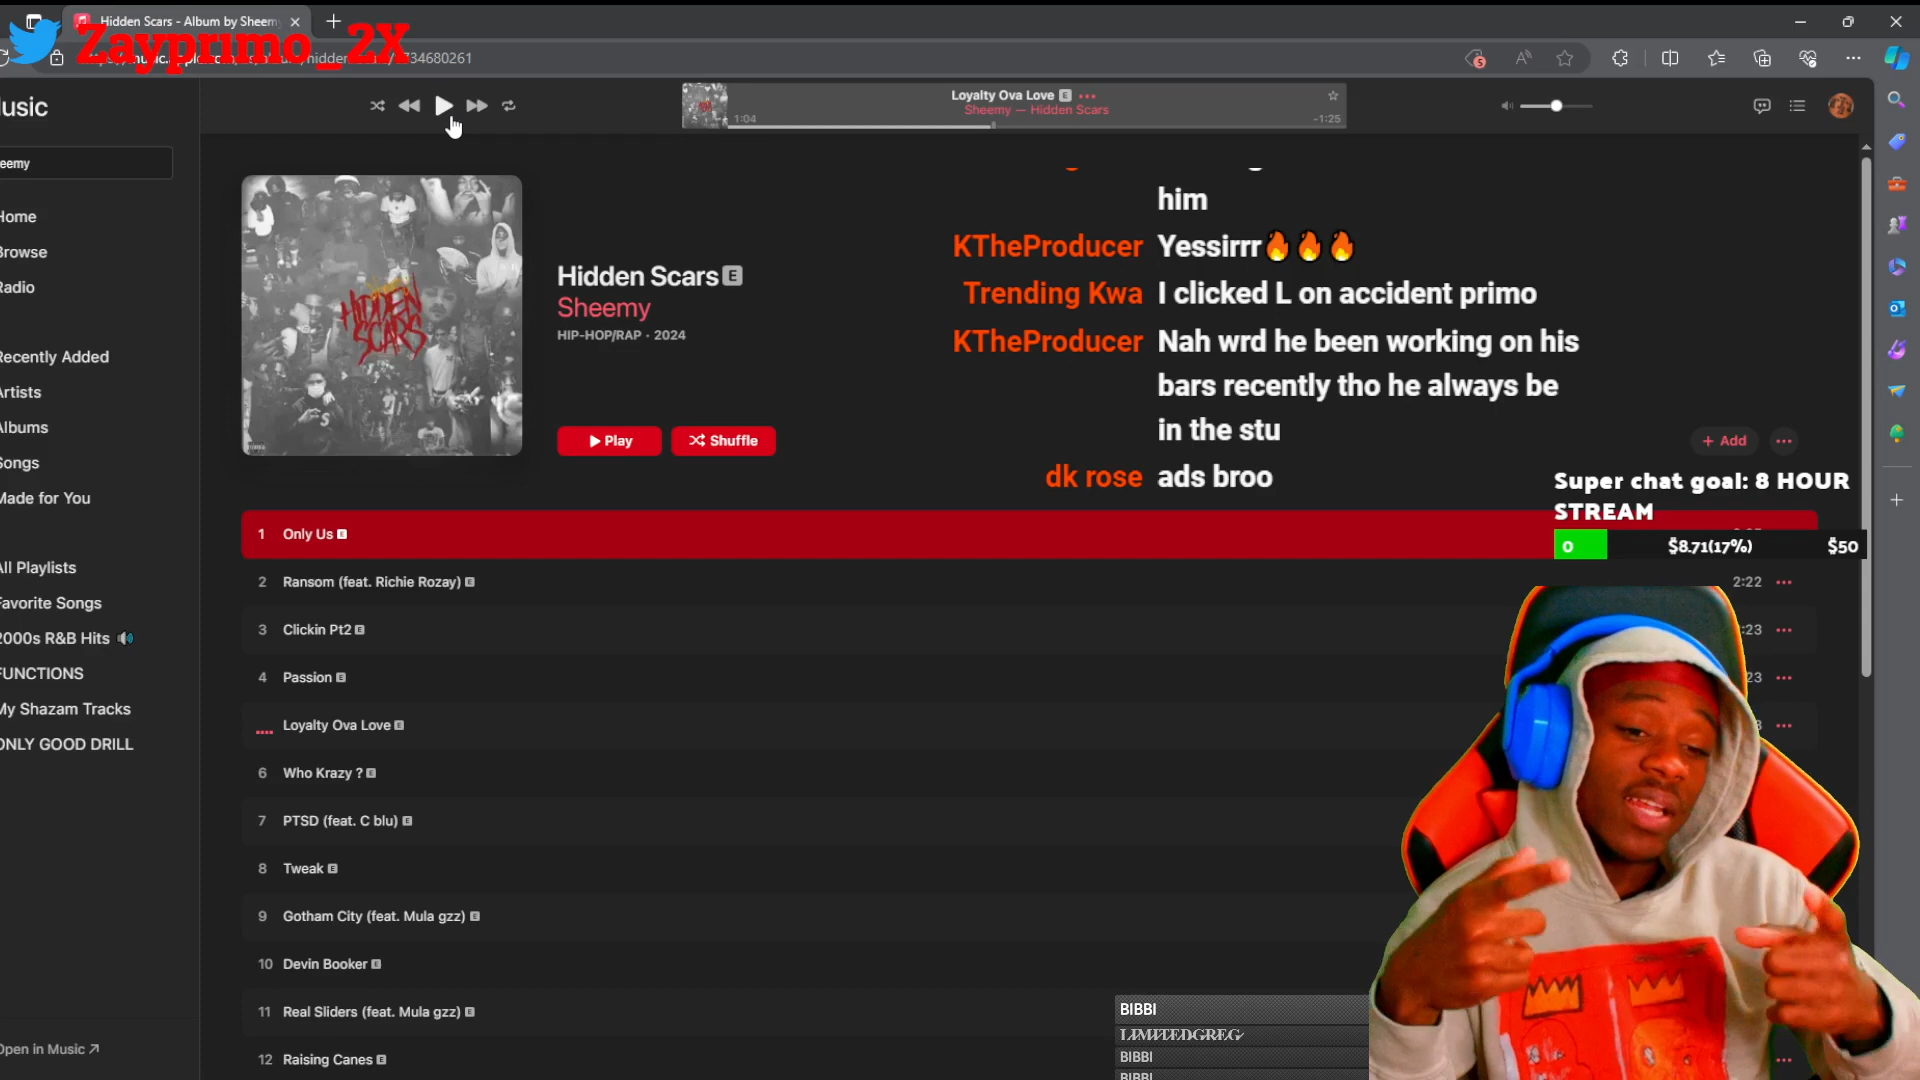 Hidden Scars - Album by Sheem
Zayprimo_2X
734680261
5
usic
eemy
Home
Browse
Radio
Recently Added
Artists
Albums
Songs
Made for You
All Playlists
Favorite Songs
2000s R&B Hits
FUNCTIONS
My Shazam Tracks
ONLY GOOD DRILL
Open in Music
Loyalty Ova Love E
Sheemy — Hidden Scars
1:04
-1:25
HIDDEN SCARS
Hidden Scars E
Sheemy
HIP-HOP/RAP · 2024
Play
Shuffle
+ Add
him
KTheProducer Yessirrr🔥🔥🔥
Trending Kwa I clicked L on accident primo
KTheProducer Nah wrd he been working on his
bars recently tho he always be
in the stu
dk rose ads broo
Super chat goal: 8 HOUR
STREAM
0 $8.71(17%) $50
1 Only Us E
2 Ransom (feat. Richie Rozay) E 2:22
3 Clickin Pt2 E :23
4 Passion E 23
Loyalty Ova Love E
6 Who Krazy ? E
7 PTSD (feat. C blu) E
8 Tweak E
9 Gotham City (feat. Mula gzz) E
10 Devin Booker E
11 Real Sliders (feat. Mula gzz) E
12 Raising Canes E
BIBBI
LIMITEDGREG
BIBBI
BIBBI